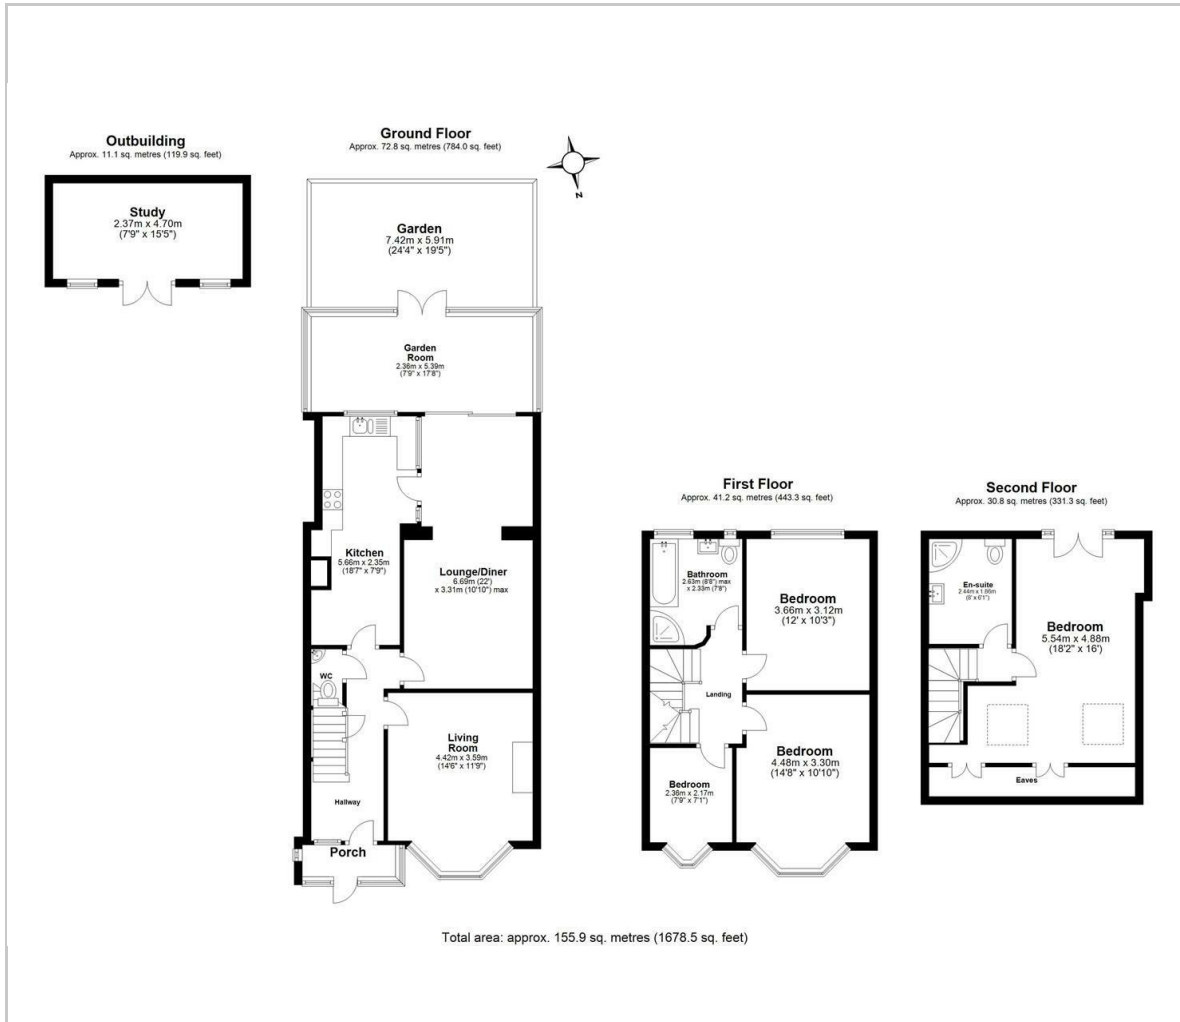 Outbuilding
Approx. 11.1 sq. metres (119.9 sq. feet)
Study
2.37m x 4.70m
(7'9" x 15'5")
Ground Floor
Approx. 72.8 sq. metres (784.0 sq. feet)
N
Garden
7.42m x 5.91m
(24'4" x 19'5")
Garden
Room
2.36m x 5.39m
(7'9" x 17'8")
Kitchen
5.66m x 2.35m
(18'7" x 7'9")
Lounge/Diner
6.69m (22')
x 3.31m (10'10") max
WC
Living
Room
4.42m x 3.59m
(14'6" x 11'9")
Hallway
Porch
First Floor
Approx. 41.2 sq. metres (443.3 sq. feet)
Bathroom
2.63m (8'8") max
x 2.33m (7'8")
Bedroom
3.66m x 3.12m
(12' x 10'3")
Landing
Bedroom
4.48m x 3.30m
(14'8" x 10'10")
Bedroom
2.36m x 2.17m
(7'9" x 7'1")
Second Floor
Approx. 30.8 sq. metres (331.3 sq. feet)
En-suite
2.44m x 1.86m
(8' x 6'1")
Bedroom
5.54m x 4.88m
(18'2" x 16')
Eaves
Total area: approx. 155.9 sq. metres (1678.5 sq. feet)